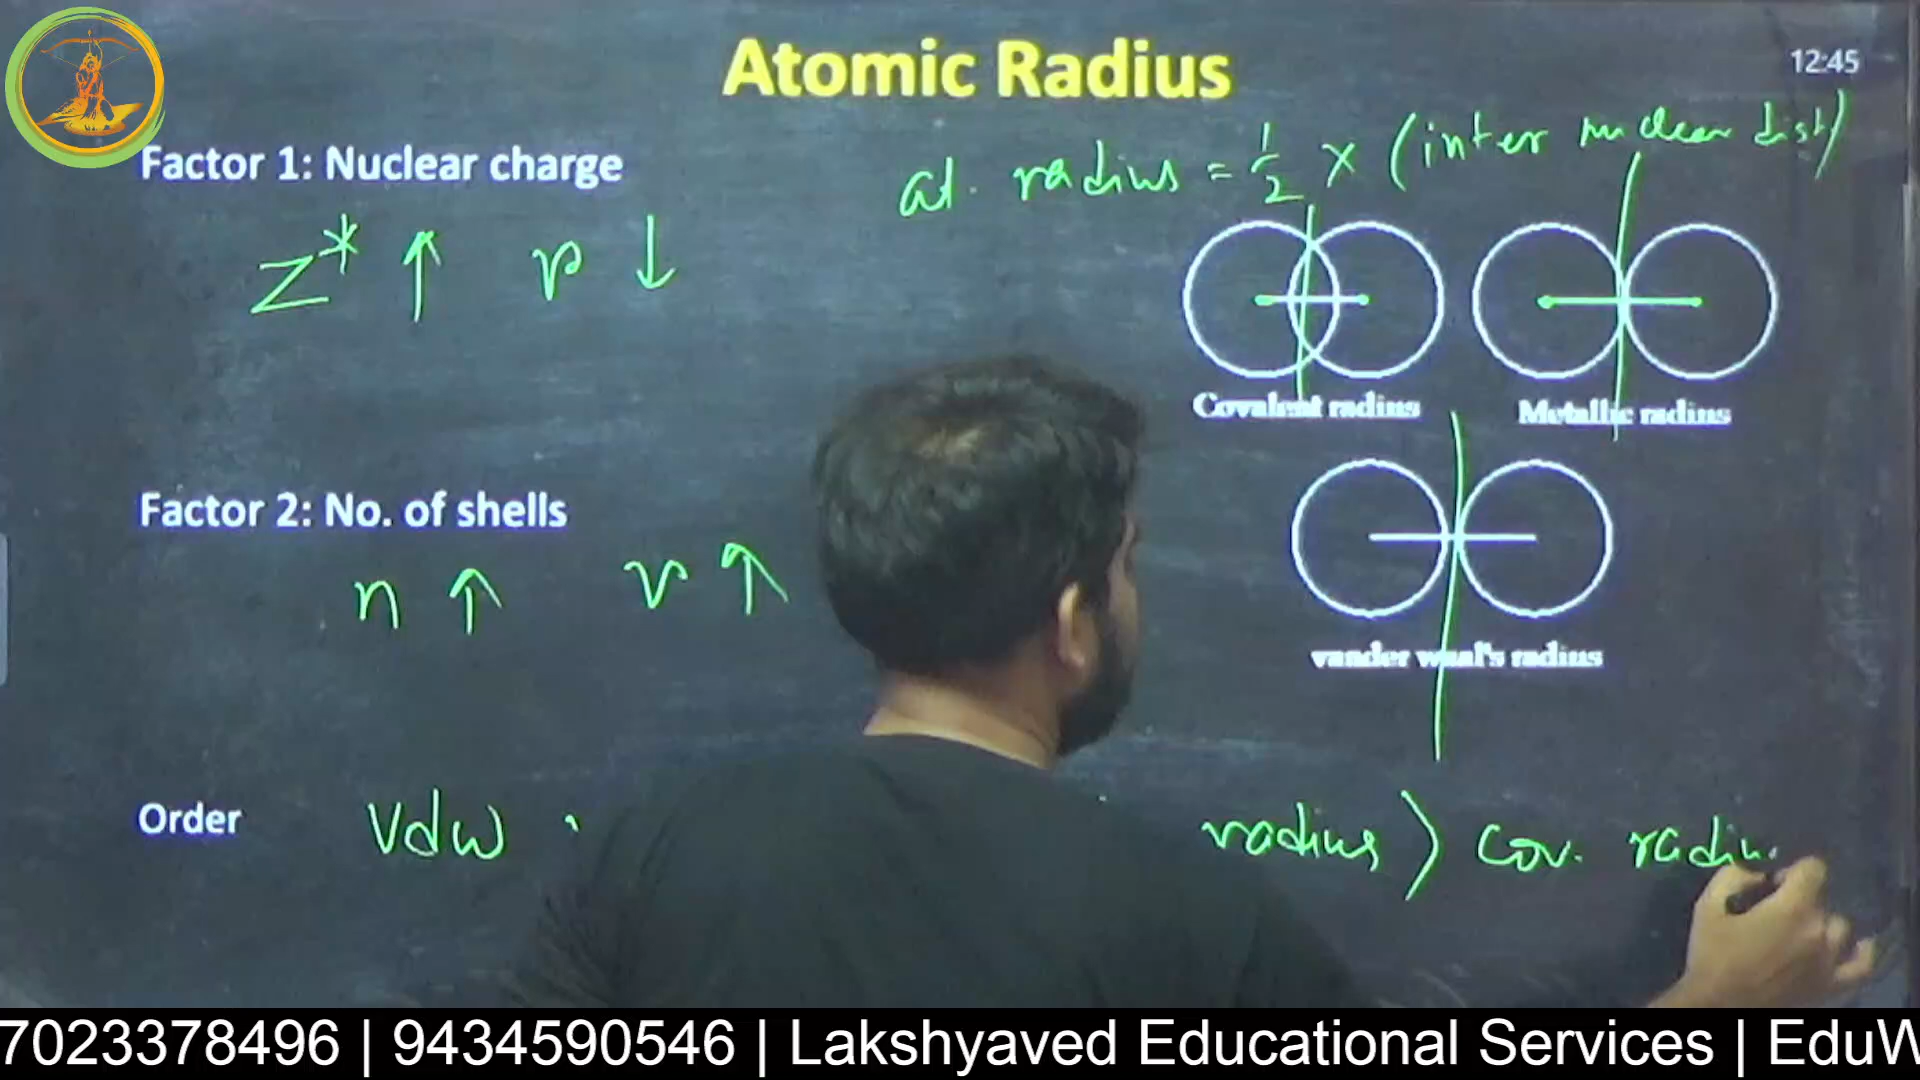 Atomic Radius
12:45
Factor 1: Nuclear charge
at. radius = 1/2 × (inter nuclear dist)
Z* ↑ r ↓
Covalent radius
Metallic radius
Factor 2: No. of shells
n ↑ r ↑
vander waal's radius
Order
Vdw
radius > cov. radiu
7023378496 | 9434590546 | Lakshyaved Educational Services | EduW